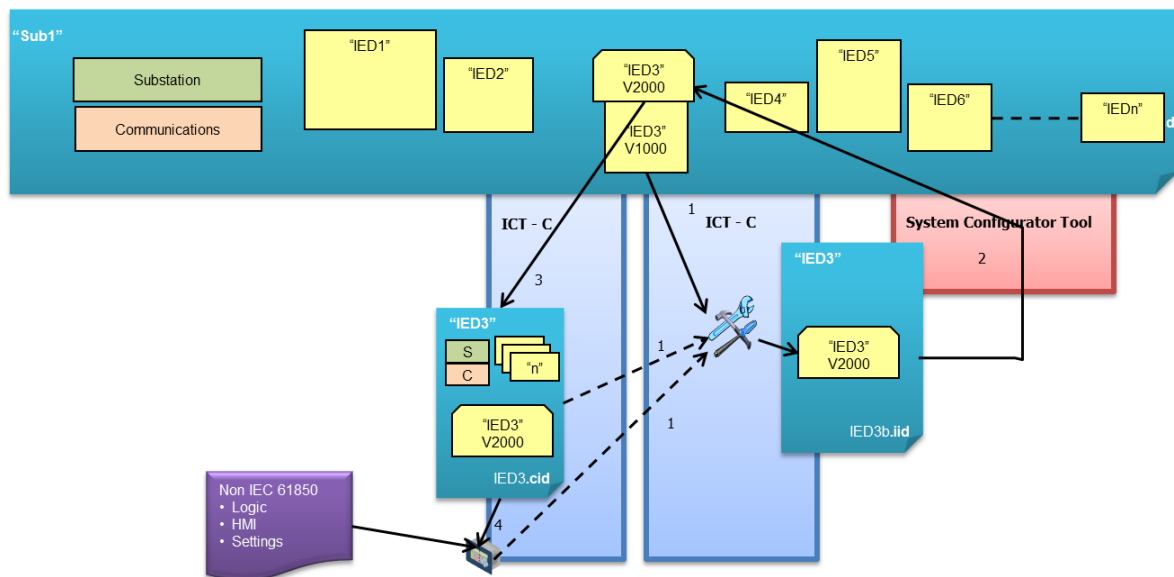 “Sub1”
Substation
Communications
“IED1”
“IED2”
“IED3”
V2000
“IED3”
V1000
“IED4”
“IED5”
“IED6”
“IEDn”
d
ICT - C
1
ICT - C
System Configurator Tool
2
3
“IED3”
“IED3”
S
C
“n”
1
1
“IED3”
V2000
IED3.cid
“IED3”
V2000
IED3b.iid
Non IEC 61850
• Logic
• HMI
• Settings
4